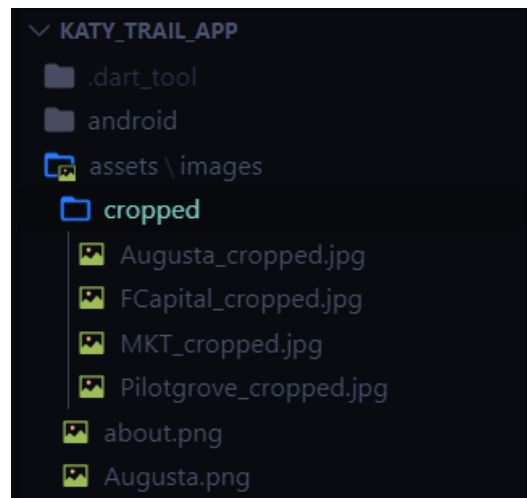 KATY_TRAIL_APP
.dart_tool
android
assets\images
cropped
Augusta_cropped.jpg
FCapital_cropped.jpg
MKT_cropped.jpg
Pilotgrove_cropped.jpg
about.png
Augusta.png